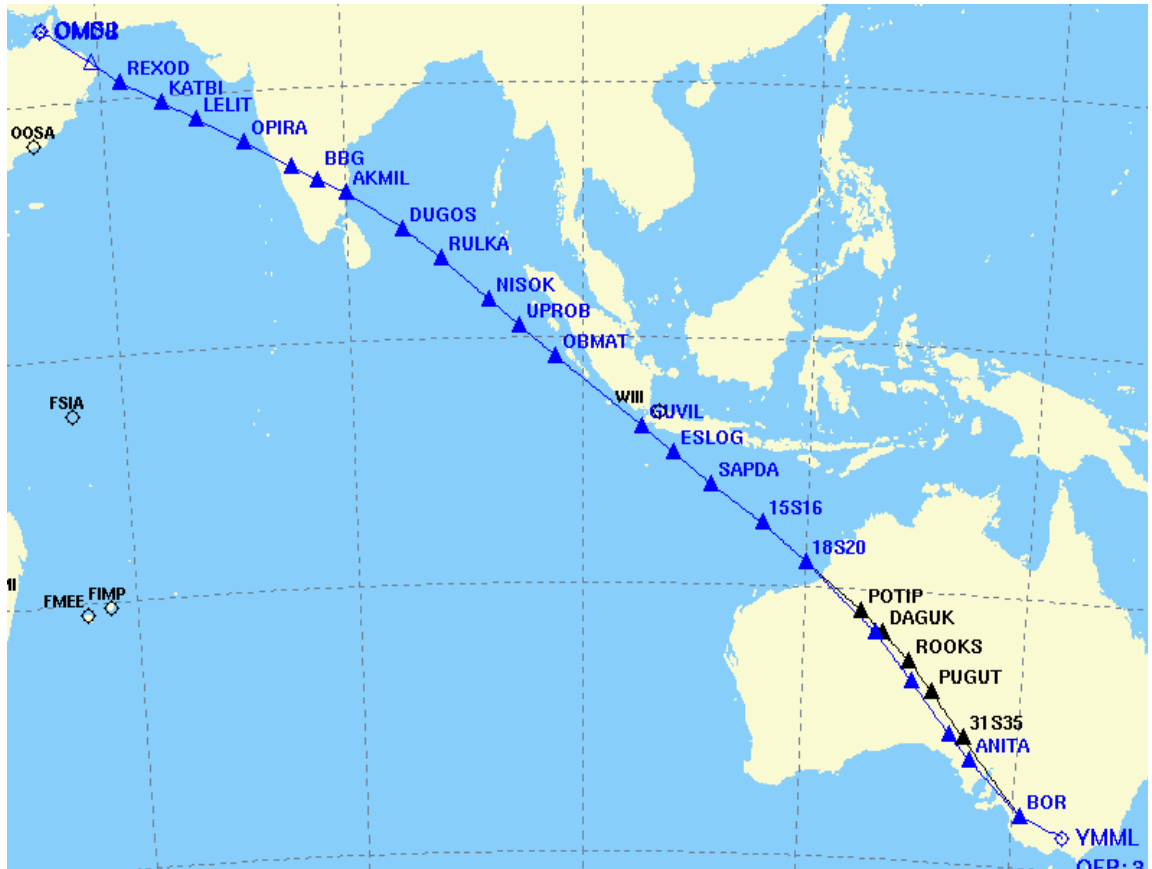 OMDB
REXOD
KATBI
LELIT
OOSA
OPIRA
BBG
AKMIL
DUGOS
RULKA
NISOK
UPROB
OBMAT
FSIA
WIII
GUVIL
ESLOG
SAPDA
15S16
18S20
MI
FMEE
FIMP
POTIP
DAGUK
ROOKS
PUGUT
31S35
ANITA
BOR
YMML